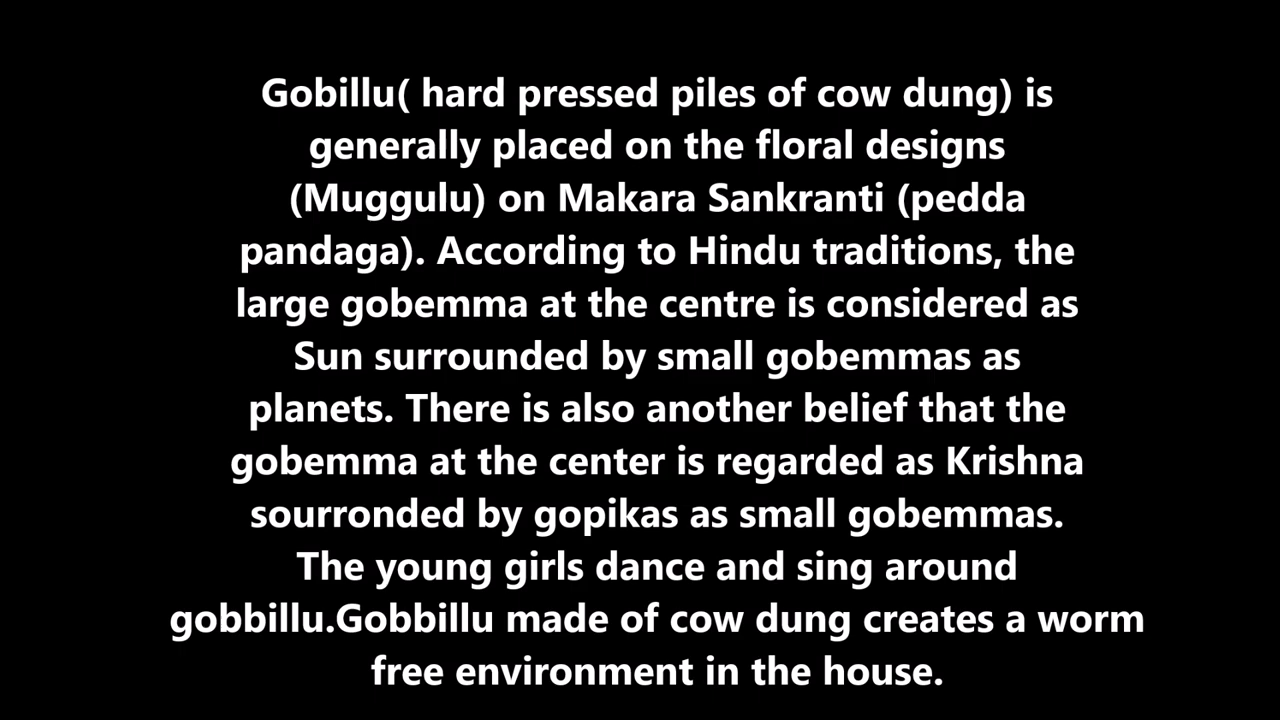 Gobillu( hard pressed piles of cow dung) is
generally placed on the floral designs
(Muggulu) on Makara Sankranti (pedda
pandaga). According to Hindu traditions, the
large gobemma at the centre is considered as
Sun surrounded by small gobemmas as
planets. There is also another belief that the
gobemma at the center is regarded as Krishna
sourronded by gopikas as small gobemmas.
The young girls dance and sing around
gobbillu.Gobbillu made of cow dung creates a worm
free environment in the house.